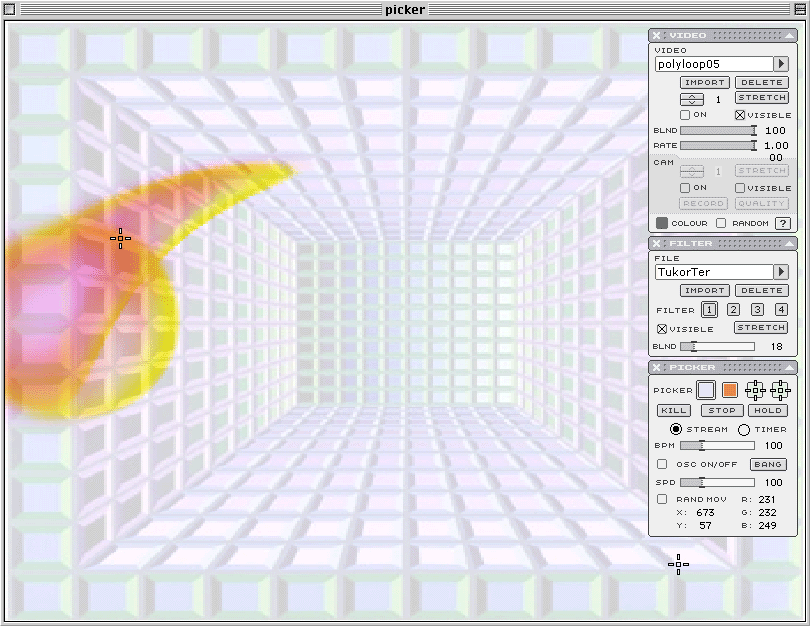 picker
VIDEO
VIDEO
polyloop05
IMPORT DELETE
1 STRETCH
ON VISIBLE
BLND 100
RATE 1.00
00
CAM
1 STRETCH
ON VISIBLE
RECORD QUALITY
COLOUR RANDOM ?
FILTER
FILE
TukorTer
IMPORT DELETE
FILTER 1 2 3 4
VISIBLE STRETCH
BLND 18
PICKER
PICKER
KILL STOP HOLD
STREAM TIMER
BPM 100
OSC ON/OFF BANG
SPD 100
RAND MOV R: 231
X: 673 G: 232
Y: 57 B: 249